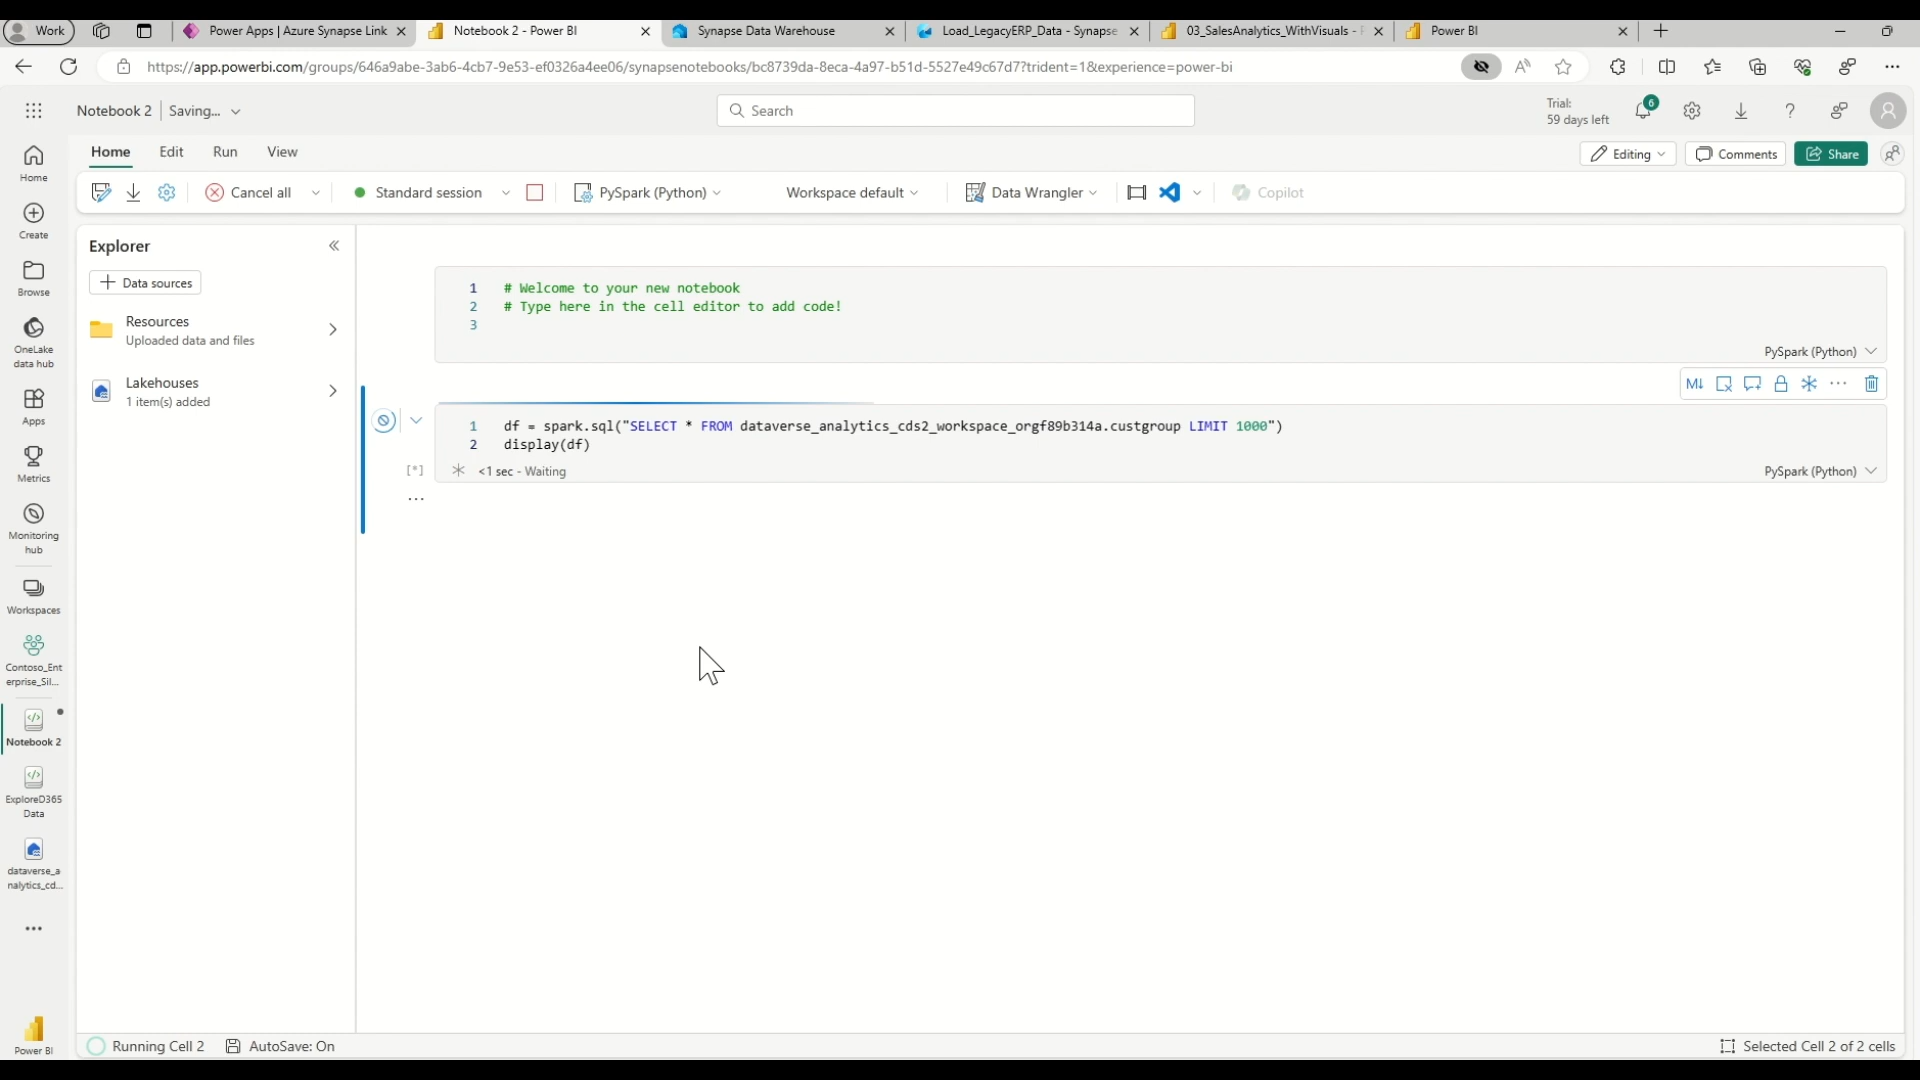 Work
Power Apps | Azure Synapse Link
Notebook 2 - Power BI
Synapse Data Warehouse
Load_LegacyERP_Data - Synapse
03_SalesAnalytics_WithVisuals -
Power BI
https://app.powerbi.com/groups/646a9abe-3ab6-4cb7-9e53-ef0326a4ee06/synapsenotebooks/bc8739da-8eca-4a97-b51d-5527e49c67d7?trident=1&experience=power-bi
Notebook 2 | Saving...
Search
Trial:
59 days left
6
Home
Edit
Run
View
Editing
Comments
Share
Cancel all
Standard session
PySpark (Python)
Workspace default
Data Wrangler
Copilot
Home
Create
Browse
OneLake
data hub
Apps
Metrics
Monitoring
hub
Workspaces
Contoso_Ent
erprise_Sil...
Notebook 2
ExploreD365
Data
dataverse_a
nalytics_cd...
Power BI
Explorer
Data sources
Resources
Uploaded data and files
Lakehouses
1 item(s) added
1 # Welcome to your new notebook
2 # Type here in the cell editor to add code!
3
PySpark (Python)
M↓
1 df = spark.sql("SELECT * FROM dataverse_analytics_cds2_workspace_orgf89b314a.custgroup LIMIT 1000")
2 display(df)
[*]
<1 sec - Waiting
PySpark (Python)
Running Cell 2
AutoSave: On
Selected Cell 2 of 2 cells